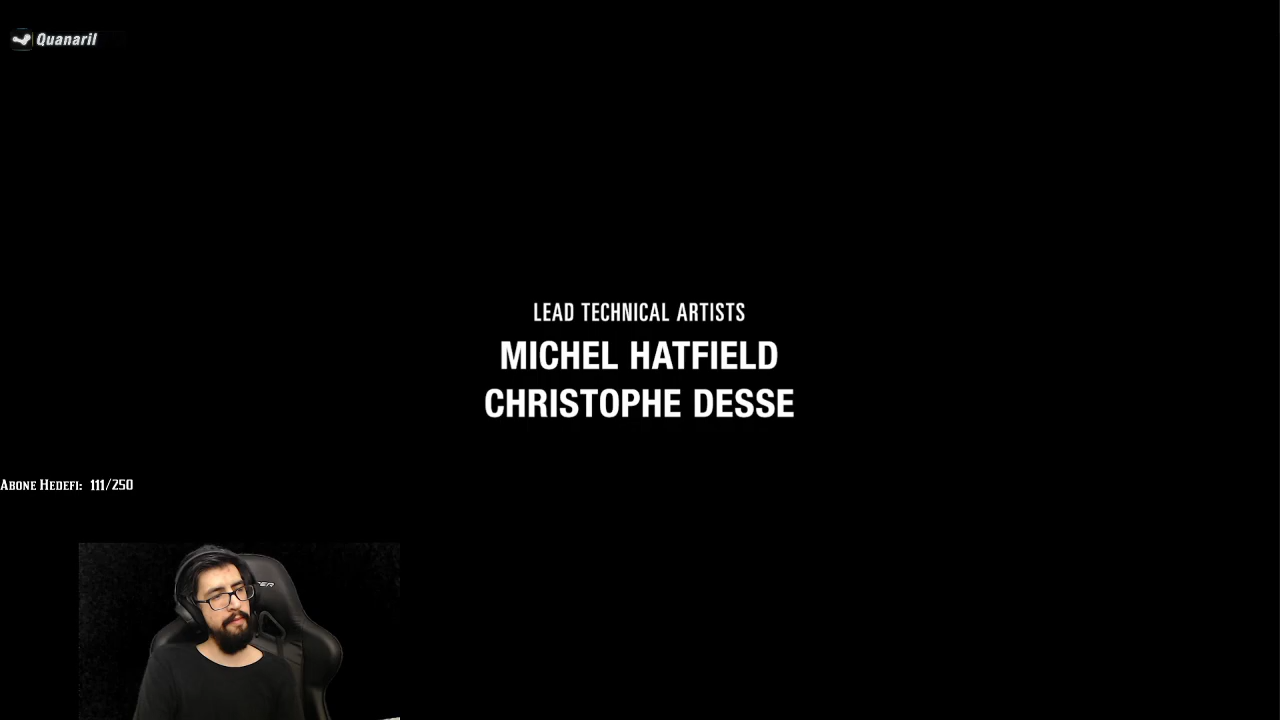 Quanaril
LEAD TECHNICAL ARTISTS
MICHEL HATFIELD
CHRISTOPHE DESSE
ABONE HEDEFI: 111/250